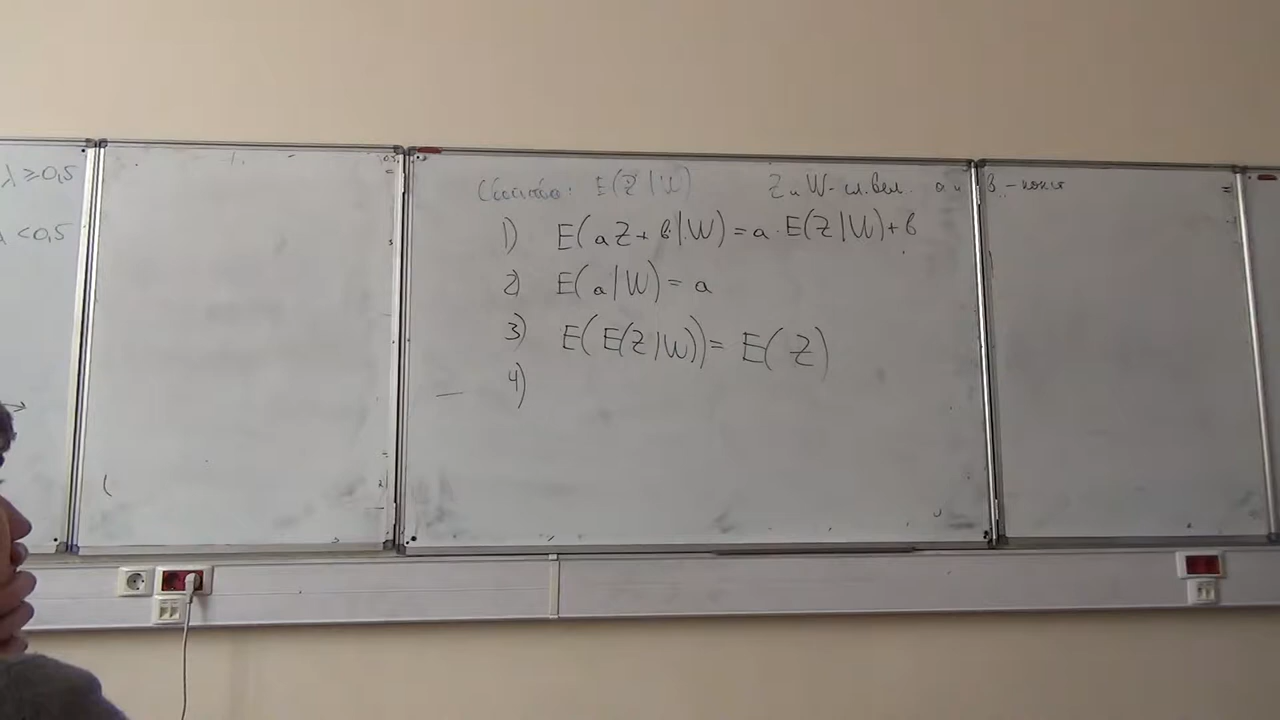 λ ≥ 0,5
λ < 0,5
Свойства: E(Z|W) Z и W - сл. вел. a и b - конст
1) E(aZ + b|W) = a · E(Z|W) + b
2) E(a|W) = a
3) E(E(Z|W)) = E(Z)
4)